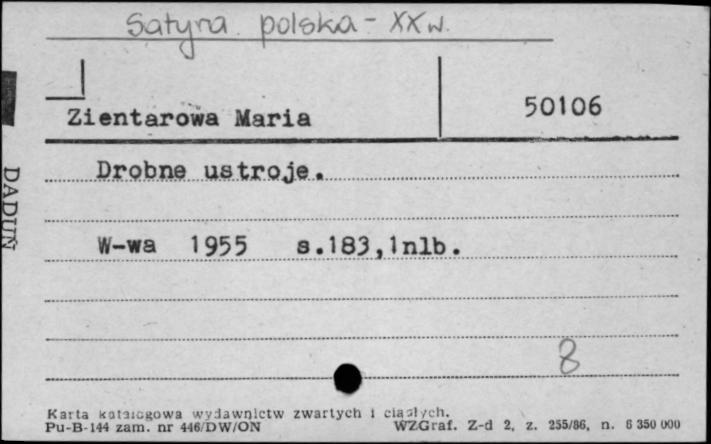 Satyra polska - XX w.
Zientarowa Maria
50106
Drobne ustroje.
DADUŃ
W-wa 1955 s.183,1nlb.
8
Karta katalogowa wydawnictw zwartych i ciągłych.
Pu-B-144 zam. nr 446/DW/ON WZGraf. Z-d 2, z. 255/86, n. 6 350 000